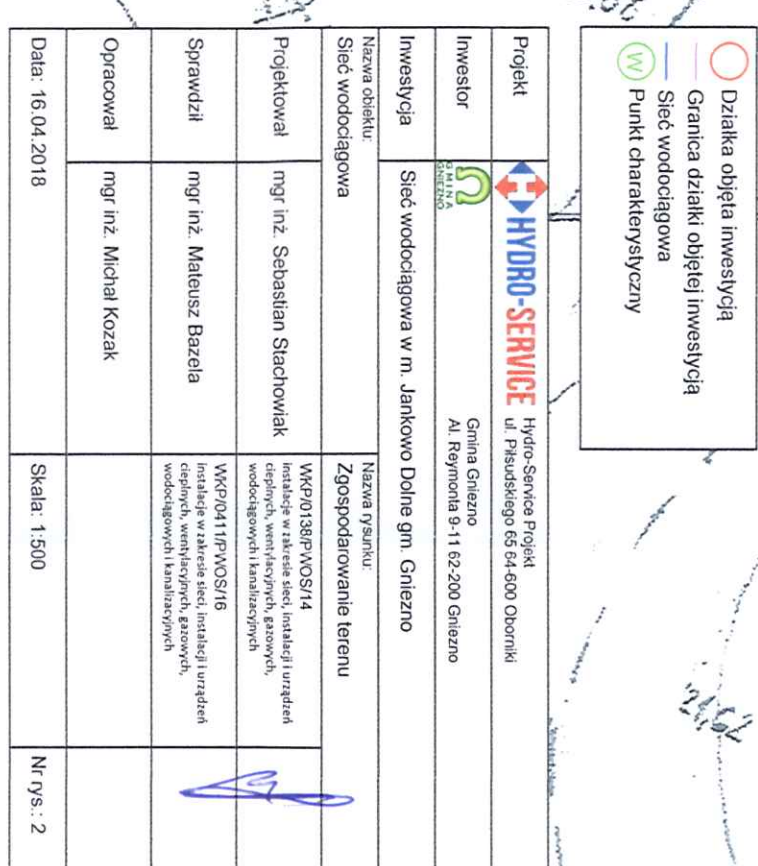 Działka objęta inwestycją
Granica działki objętej inwestycją
Sieć wodociągowa
W Punkt charakterystyczny
Projekt
HYDRO-SERVICE
Hydro-Service Projekt
ul. Piłsudskiego 65 64-600 Oborniki
Inwestor
GMINA
GNIEZNO
Gmina Gniezno
Al. Reymonta 9-11 62-200 Gniezno
Inwestycja
Sieć wodociągowa w m. Jankowo Dolne gm. Gniezno
Nazwa obiektu:
Sieć wodociągowa
Nazwa rysunku:
Zgospodarowanie terenu
Projektował
mgr inż. Sebastian Stachowiak
WKP/0138/PWOS/14
instalacje w zakresie sieci, instalacji i urządzeń
cieplnych, wentylacyjnych, gazowych,
wodociągowych i kanalizacyjnych
Sprawdził
mgr inż. Mateusz Bazela
WKP/0411/PWOS/16
instalacje w zakresie sieci, instalacji i urządzeń
cieplnych, wentylacyjnych, gazowych,
wodociągowych i kanalizacyjnych
Opracował
mgr inż. Michał Kozak
Data: 16.04.2018
Skala: 1:500
Nr rys.: 2